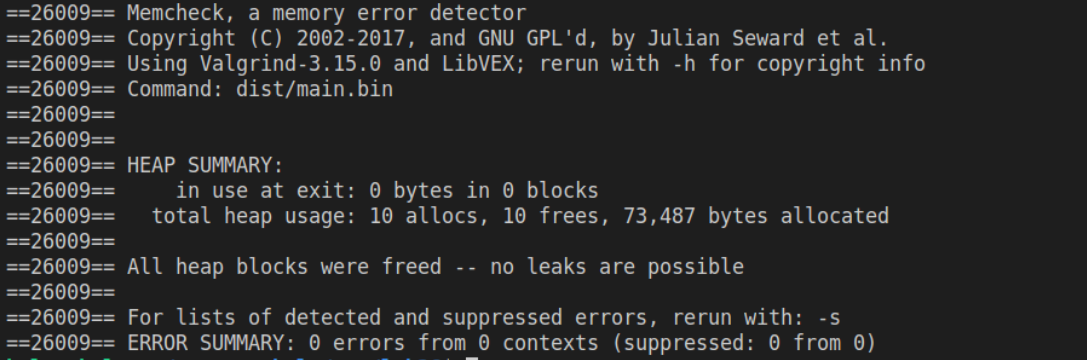 ==26009== Memcheck, a memory error detector
==26009== Copyright (C) 2002-2017, and GNU GPL'd, by Julian Seward et al.
==26009== Using Valgrind-3.15.0 and LibVEX; rerun with -h for copyright info
==26009== Command: dist/main.bin
==26009==
==26009==
==26009== HEAP SUMMARY:
==26009==     in use at exit: 0 bytes in 0 blocks
==26009==   total heap usage: 10 allocs, 10 frees, 73,487 bytes allocated
==26009==
==26009== All heap blocks were freed -- no leaks are possible
==26009==
==26009== For lists of detected and suppressed errors, rerun with: -s
==26009== ERROR SUMMARY: 0 errors from 0 contexts (suppressed: 0 from 0)